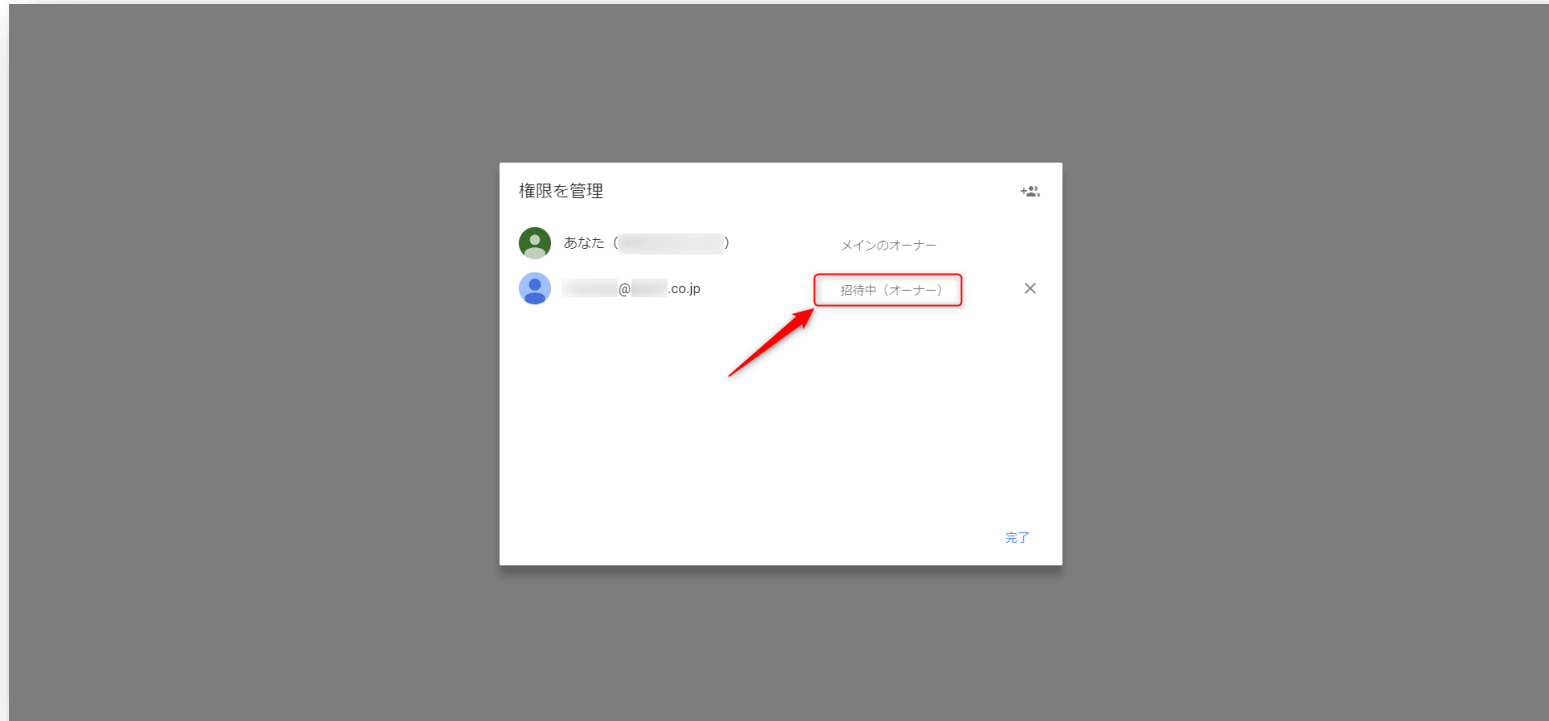 権限を管理
あなた（ ） メインのオーナー
@ .co.jp 招待中（オーナー）
完了